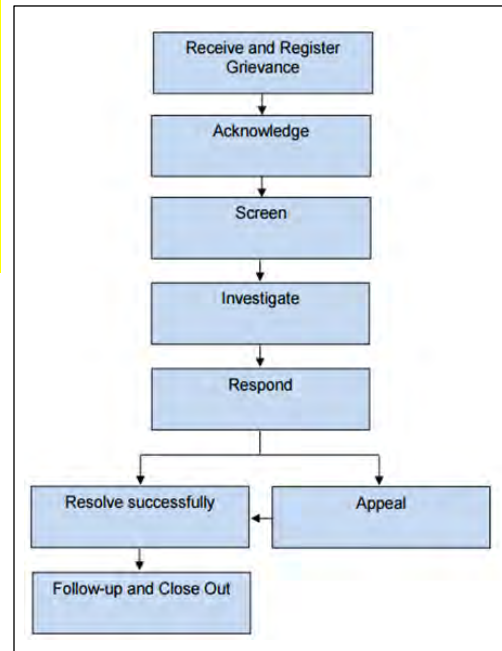 Receive and Register
Grievance
Acknowledge
Screen
Investigate
Respond
Resolve successfully
Appeal
Follow-up and Close Out